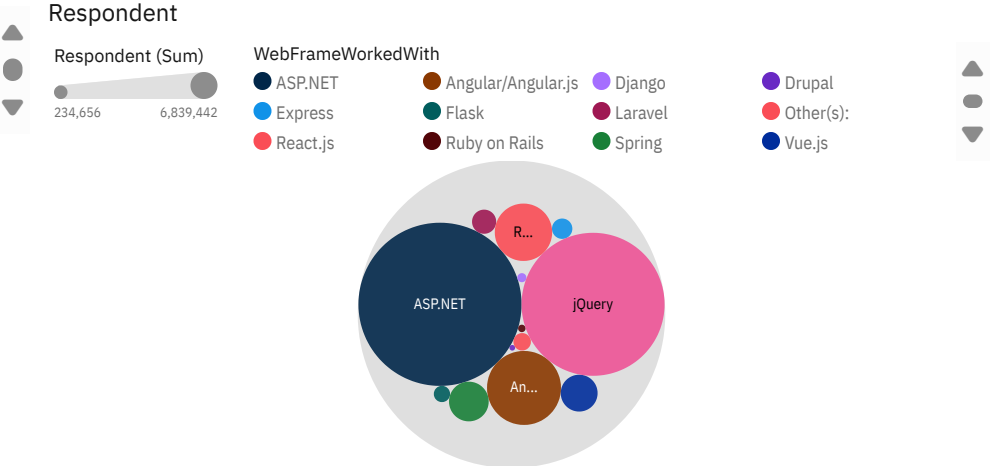 Respondent
Respondent (Sum)
234,656 6,839,442
WebFrameWorkedWith
ASP.NET Angular/Angular.js Django Drupal
Express Flask Laravel Other(s):
React.js Ruby on Rails Spring Vue.js
R...
ASP.NET jQuery
An...